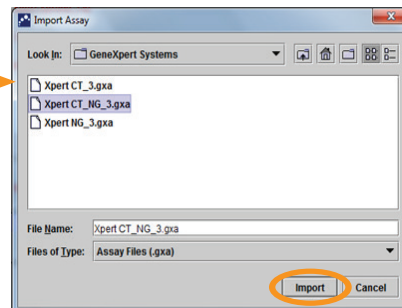 Import Assay
Look In: GeneXpert Systems
Xpert CT_3.gxa
Xpert CT_NG_3.gxa
Xpert NG_3.gxa
File Name: Xpert CT_NG_3.gxa
Files of Type: Assay Files (.gxa)
Import Cancel